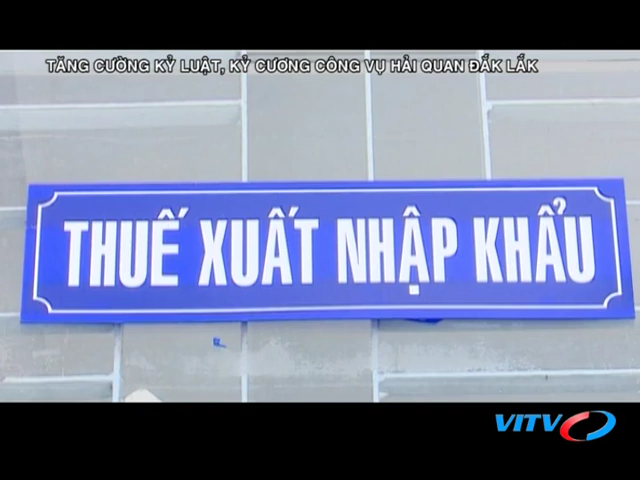 TĂNG CƯỜNG KỶ LUẬT, KỶ CƯƠNG CÔNG VỤ HẢI QUAN ĐẮK LẮK
THUẾ XUẤT NHẬP KHẨU
VITV